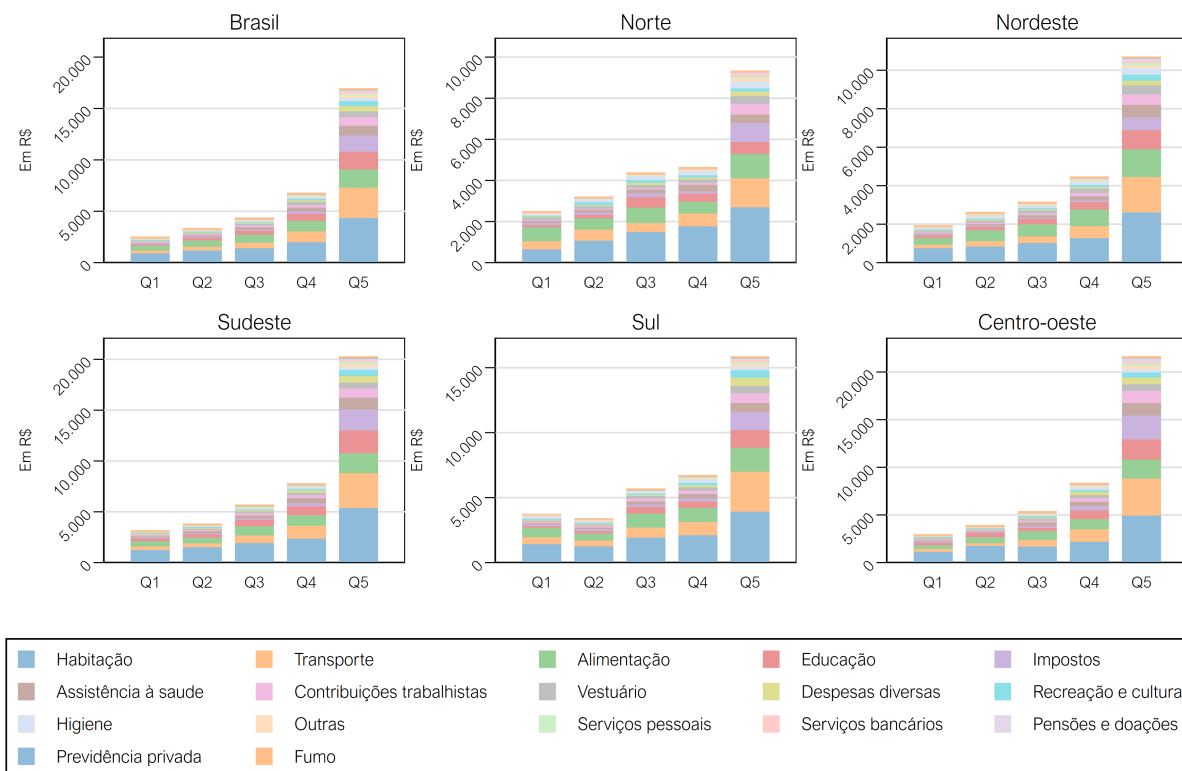 Brasil
Norte
Nordeste
Em R$
20.000
15.000
10.000
5.000
0
Q1 Q2 Q3 Q4 Q5
Em R$
10.000
8.000
6.000
4.000
2.000
0
Q1 Q2 Q3 Q4 Q5
10.000
8.000
6.000
4.000
2.000
0
Q1 Q2 Q3 Q4 Q5
Sudeste
Sul
Centro-oeste
Em R$
20.000
15.000
10.000
5.000
0
Q1 Q2 Q3 Q4 Q5
Em R$
15.000
10.000
5.000
0
Q1 Q2 Q3 Q4 Q5
20.000
15.000
10.000
5.000
0
Q1 Q2 Q3 Q4 Q5
Habitação Transporte Alimentação Educação Impostos
Assistência à saude Contribuições trabalhistas Vestuário Despesas diversas Recreação e cultura
Higiene Outras Serviços pessoais Serviços bancários Pensões e doações
Previdência privada Fumo